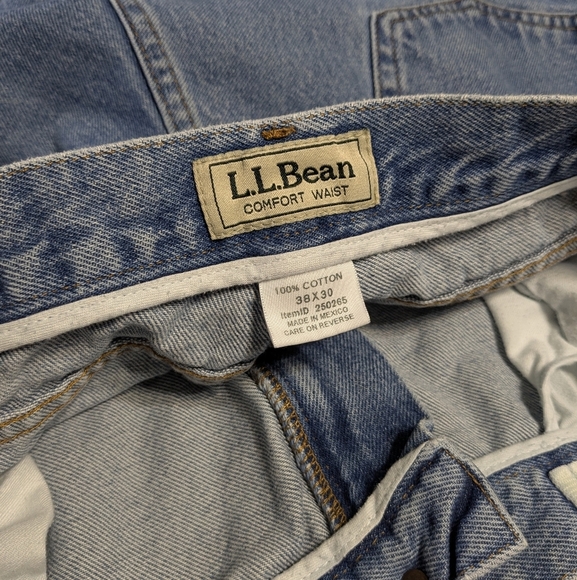 L.L.Bean
COMFORT WAIST
100% COTTON
38X30
ItemID 250265
MADE IN MEXICO
CARE ON REVERSE